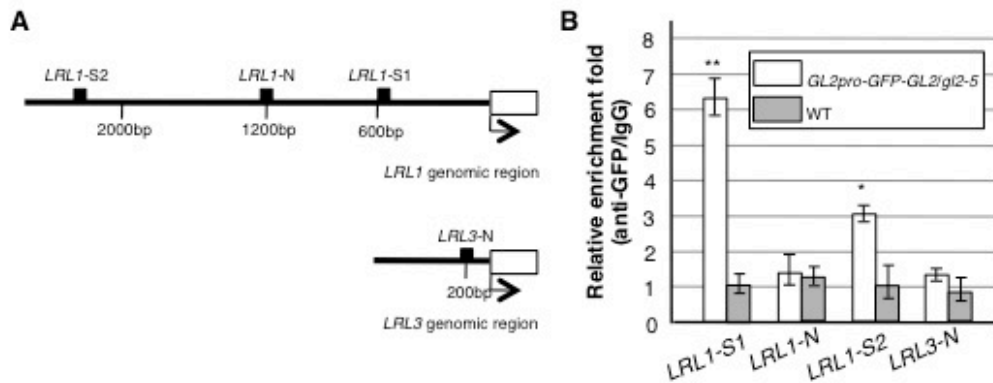 A
LRL1-S2
LRL1-N
LRL1-S1
2000bp
1200bp
600bp
LRL1 genomic region
LRL3-N
200bp
LRL3 genomic region
B
Relative enrichment fold
(anti-GFP/IgG)
8
7
6
5
4
3
2
1
0
**
*
GL2pro-GFP-GL2/gl2-5
WT
LRL1-S1
LRL1-N
LRL1-S2
LRL3-N